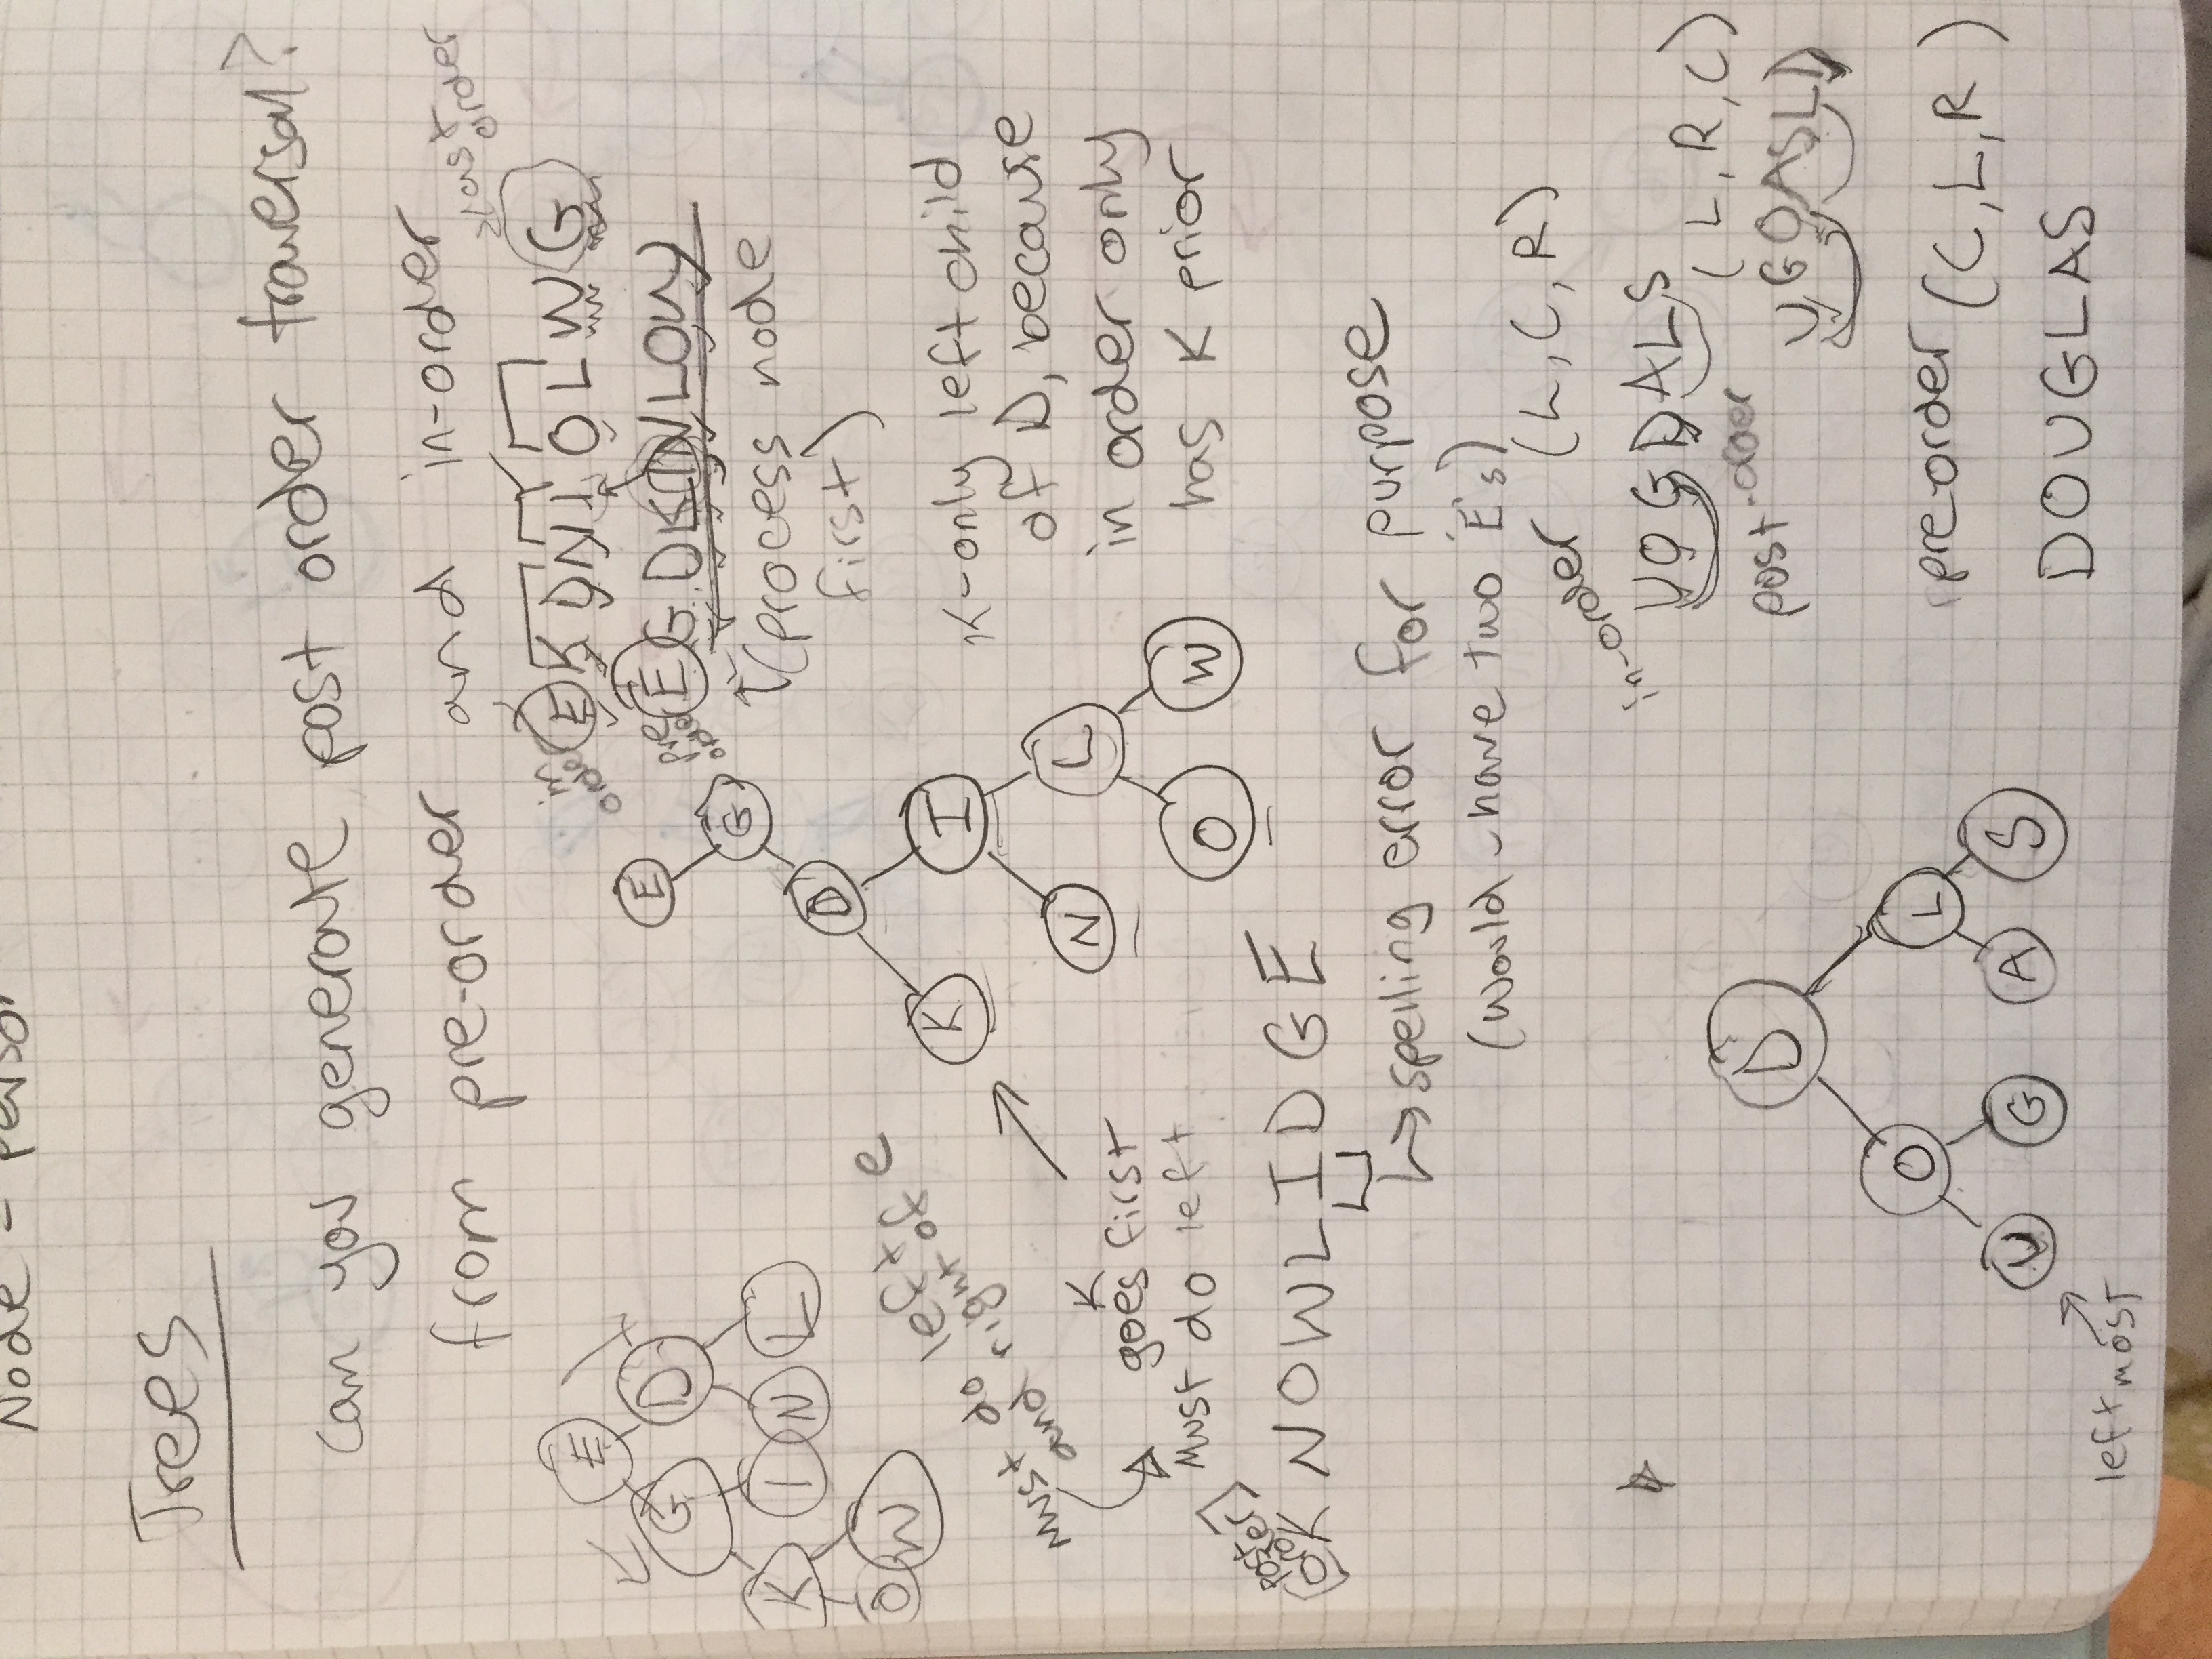 Node - person
Trees
can you generate post order traversal?
from pre-order and in-order
last order
in order
E K D N I O L W G
pre order
E G D K I N L O W
(process node
first)
E
G D
K I N L
O W
E
G
D
K I
N L
O W
Must do left
and right of e
K
goes first
Must do left
K-only left child
of D, because
in order only
has K prior
[post order]
K N O W L I D G E
spelling error for purpose
(would have two 'E's)
in-order (L, C, R)
U O G D A L S
post-order (L, R, C)
U G O A S L D
pre-order (C, L, R)
DOUGLAS
D
O L
U G A S
left most